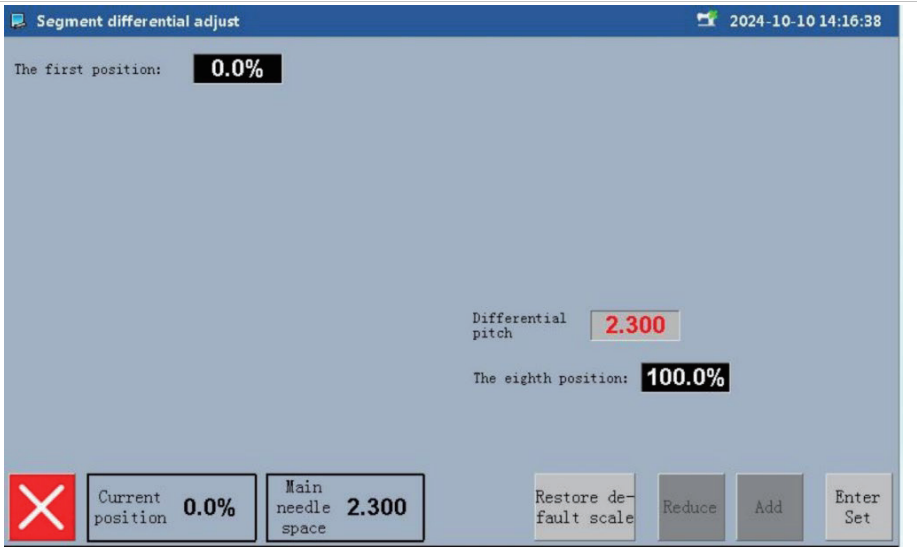 Segment differential adjust
2024-10-10 14:16:38
The first position: 0.0%
Differential
pitch
2.300
The eighth position: 100.0%
Current
position
0.0%
Main
needle
space
2.300
Restore de-
fault scale
Reduce
Add
Enter
Set